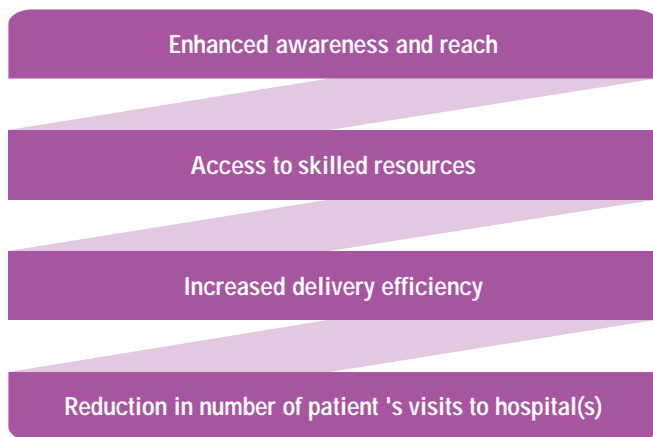 Enhanced awareness and reach
Access to skilled resources
Increased delivery efficiency
Reduction in number of patient 's visits to hospital(s)